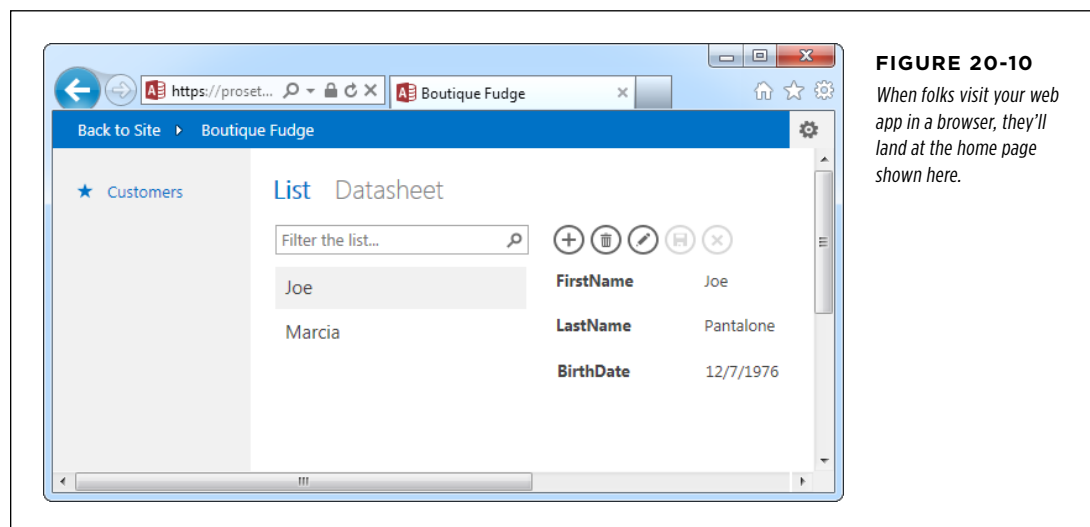 https://proset...
Boutique Fudge
Back to Site
Boutique Fudge
Customers
List Datasheet
Filter the list...
Joe
Marcia
FirstName Joe
LastName Pantalone
BirthDate 12/7/1976
FIGURE 20-10
When folks visit your web
app in a browser, they'll
land at the home page
shown here.